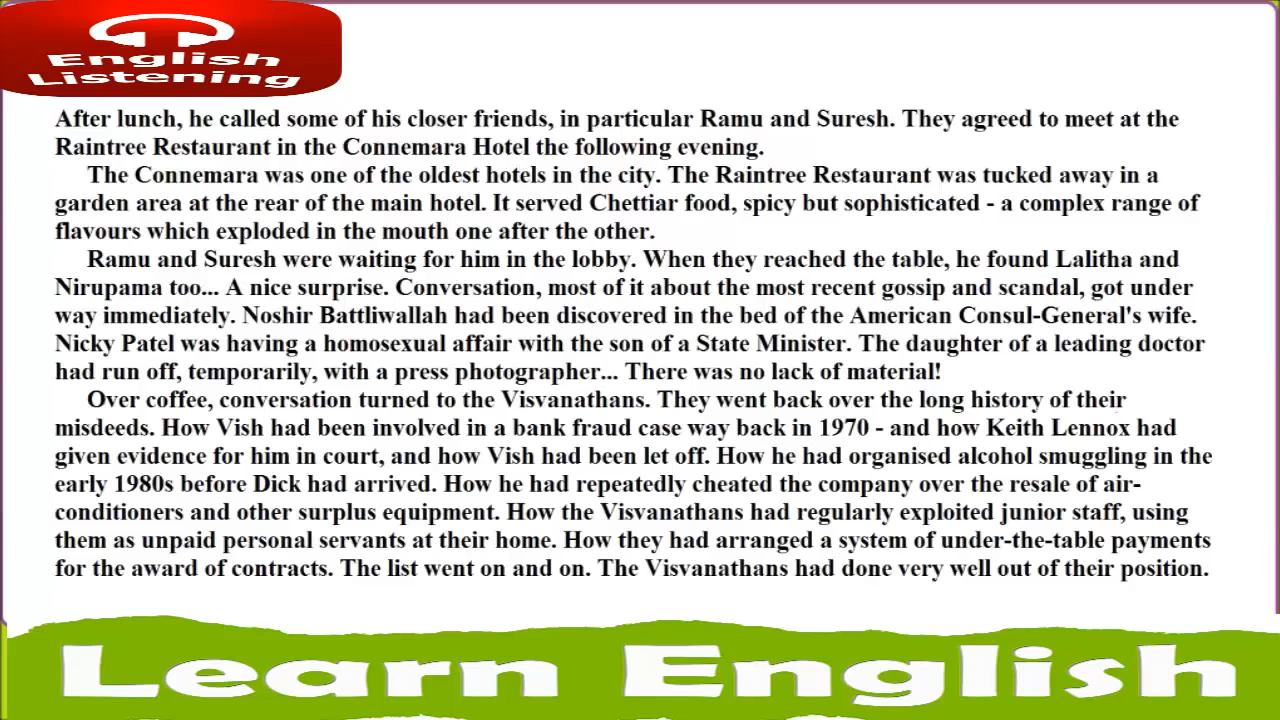 English
Listening
After lunch, he called some of his closer friends, in particular Ramu and Suresh. They agreed to meet at the
Raintree Restaurant in the Connemara Hotel the following evening.
The Connemara was one of the oldest hotels in the city. The Raintree Restaurant was tucked away in a
garden area at the rear of the main hotel. It served Chettiar food, spicy but sophisticated - a complex range of
flavours which exploded in the mouth one after the other.
Ramu and Suresh were waiting for him in the lobby. When they reached the table, he found Lalitha and
Nirupama too... A nice surprise. Conversation, most of it about the most recent gossip and scandal, got under
way immediately. Noshir Battliwallah had been discovered in the bed of the American Consul-General's wife.
Nicky Patel was having a homosexual affair with the son of a State Minister. The daughter of a leading doctor
had run off, temporarily, with a press photographer... There was no lack of material!
Over coffee, conversation turned to the Visvanathans. They went back over the long history of their
misdeeds. How Vish had been involved in a bank fraud case way back in 1970 - and how Keith Lennox had
given evidence for him in court, and how Vish had been let off. How he had organised alcohol smuggling in the
early 1980s before Dick had arrived. How he had repeatedly cheated the company over the resale of air-
conditioners and other surplus equipment. How the Visvanathans had regularly exploited junior staff, using
them as unpaid personal servants at their home. How they had arranged a system of under-the-table payments
for the award of contracts. The list went on and on. The Visvanathans had done very well out of their position.
Learn English